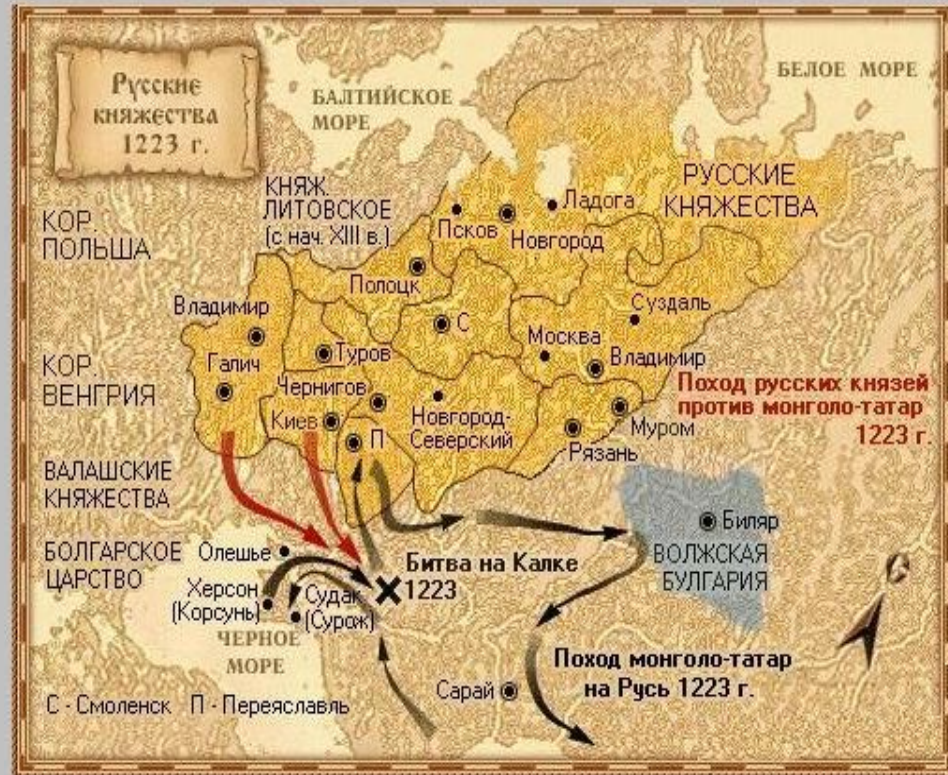 Русские
княжества
1223 г.
БАЛТИЙСКОЕ
МОРЕ
БЕЛОЕ МОРЕ
КНЯЖ.
ЛИТОВСКОЕ
(с нач. XIII в.)
РУССКИЕ
КНЯЖЕСТВА
КОР.
ПОЛЬША
Псков
Новгород
Ладога
Полоцк
Владимир
Суздаль
С
Москва
Владимир
Туров
Галич
КОР.
ВЕНГРИЯ
Чернигов
Киев
П
Новгород-
Северский
Муром
Рязань
Поход русских князей
против монголо-татар
1223 г.
ВАЛАШСКИЕ
КНЯЖЕСТВА
Биляр
ВОЛЖСКАЯ
БУЛГАРИЯ
БОЛГАРСКОЕ
ЦАРСТВО
Олешье
Битва на Калке
1223
Херсон
(Корсунь)
Судак
(Сурож)
ЧЕРНОЕ
МОРЕ
Поход монголо-татар
на Русь 1223 г.
Сарай
С - Смоленск П - Переяславль